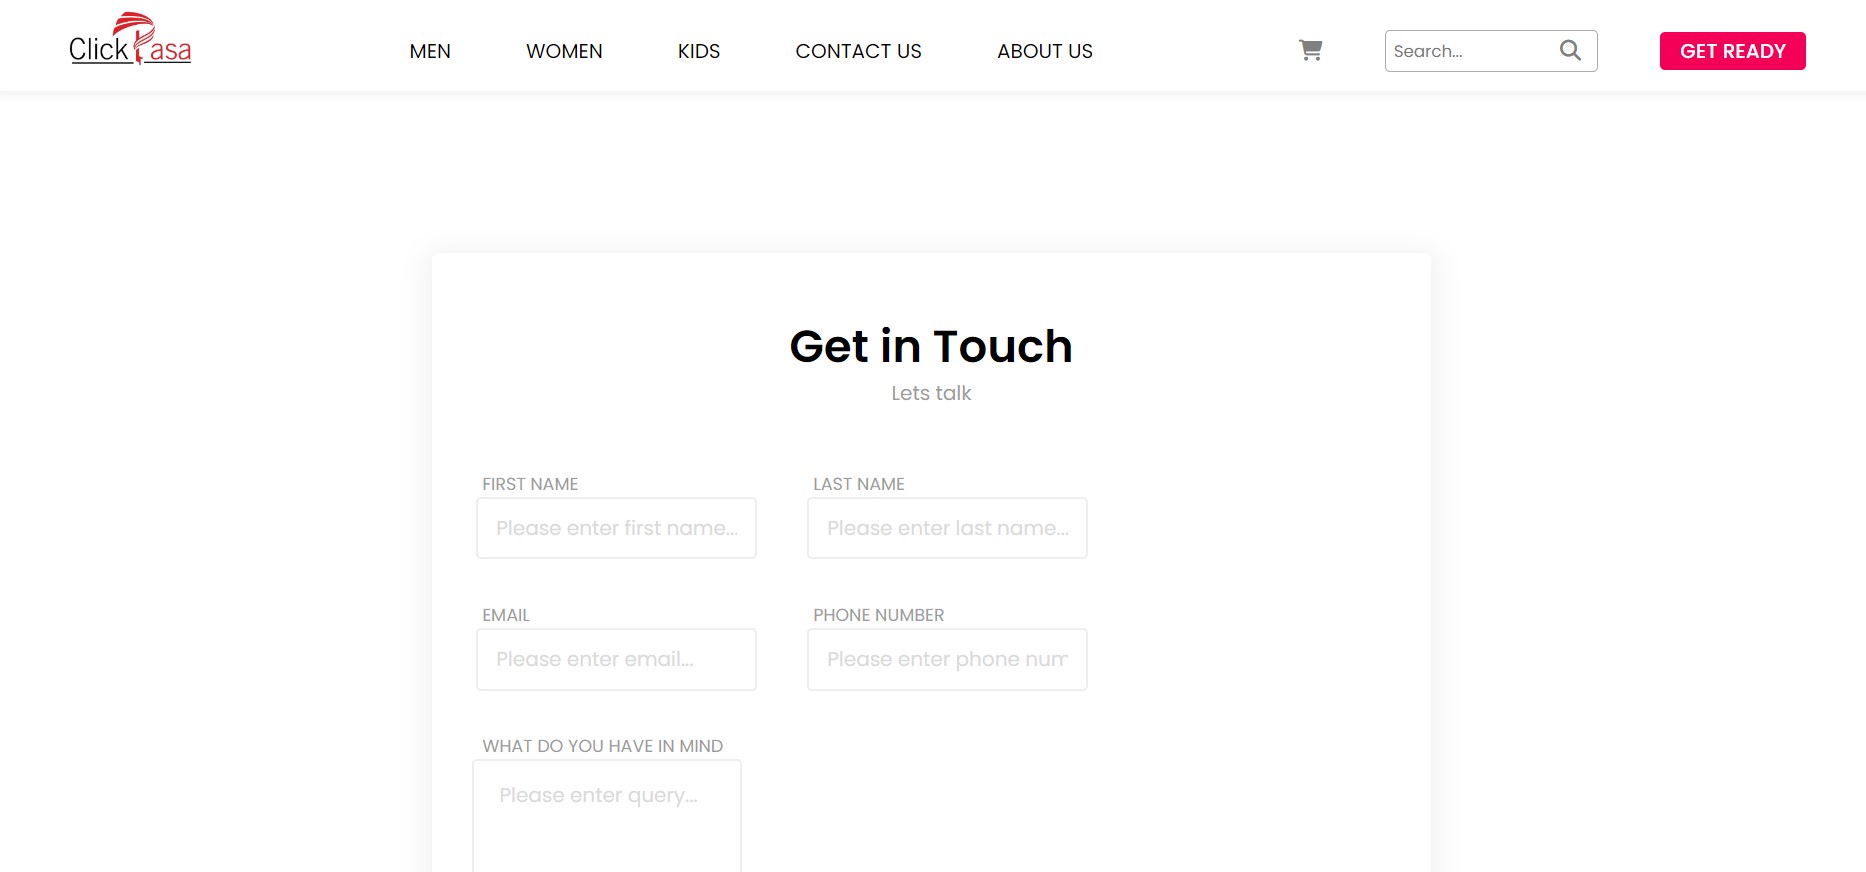 Click Pasa
MEN WOMEN KIDS CONTACT US ABOUT US Search... GET READY
Get in Touch
Lets talk
FIRST NAME LAST NAME
Please enter first name... Please enter last name...
EMAIL PHONE NUMBER
Please enter email... Please enter phone num
WHAT DO YOU HAVE IN MIND
Please enter query...